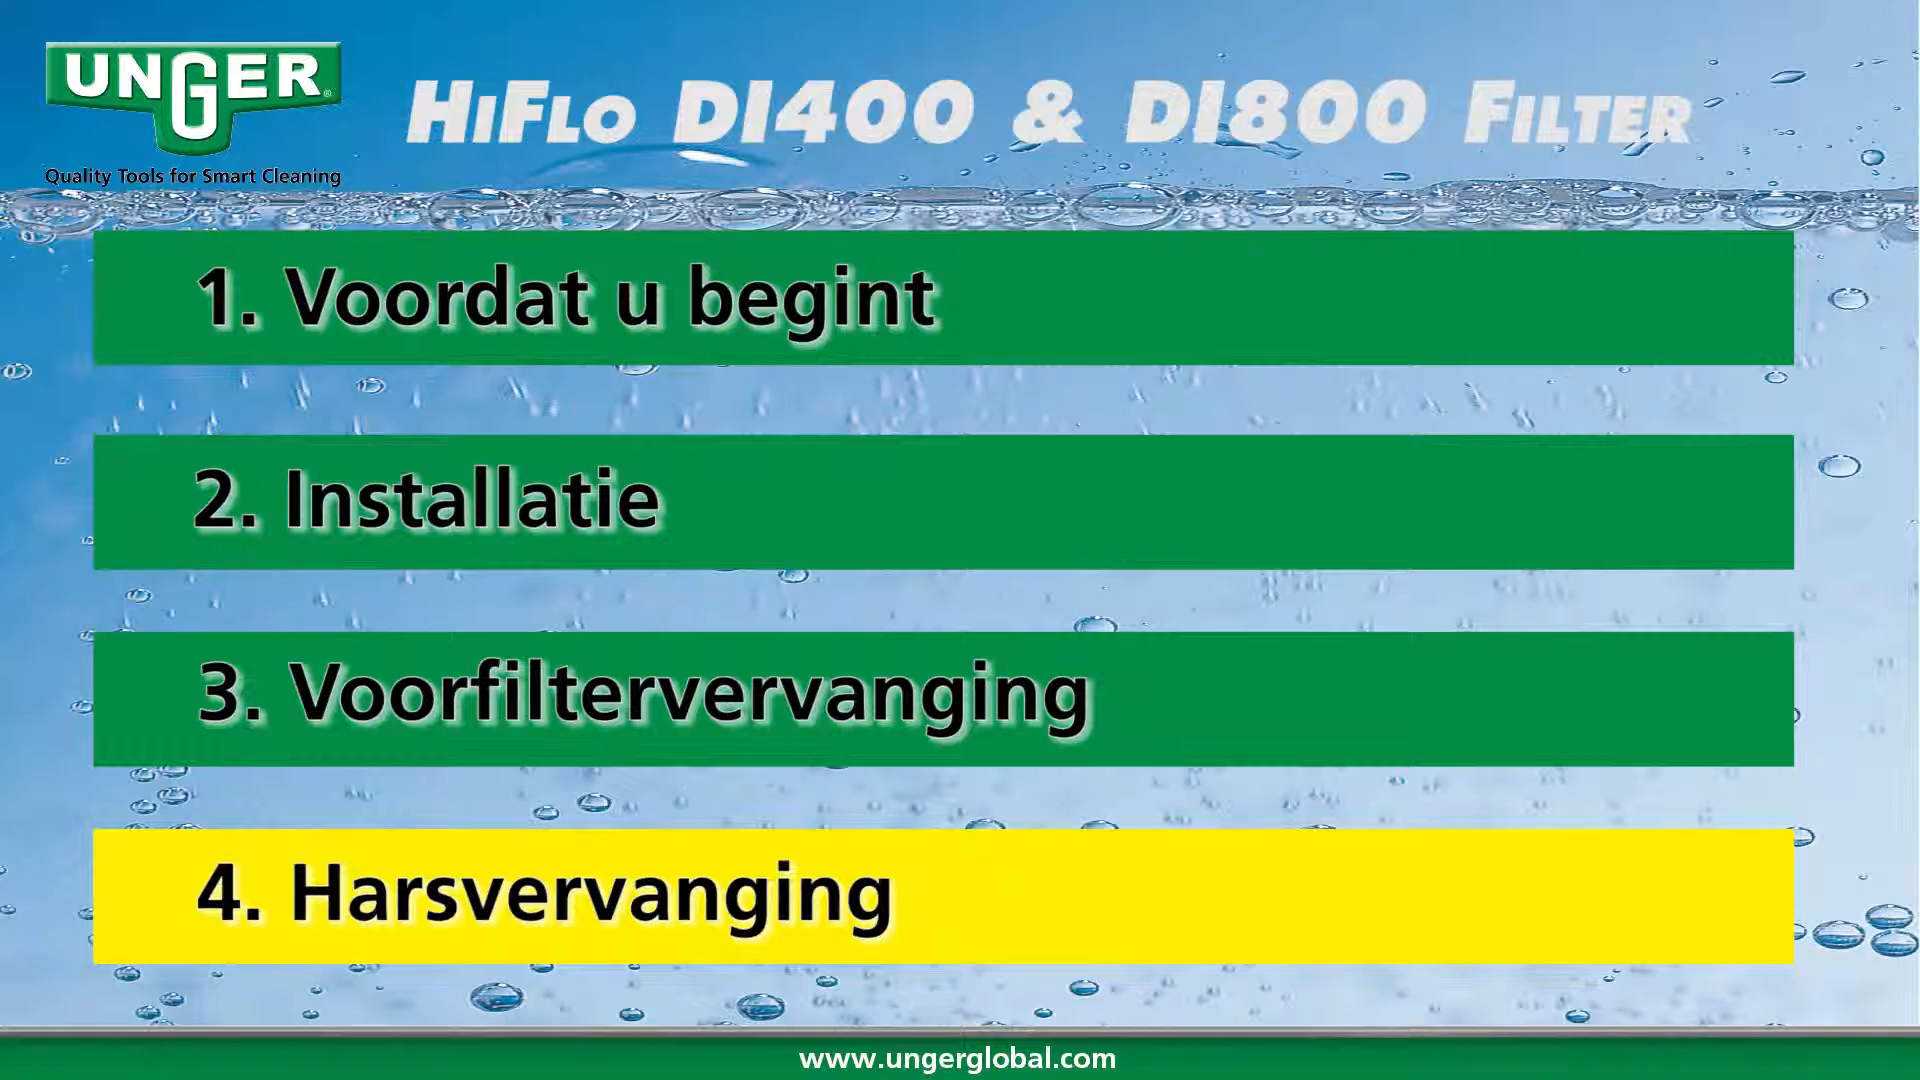 UNGER®
Quality Tools for Smart Cleaning
HiFlo DI400 & DI800 Filter
1. Voordat u begint
2. Installatie
3. Voorfiltervervanging
4. Harsvervanging
www.ungerglobal.com